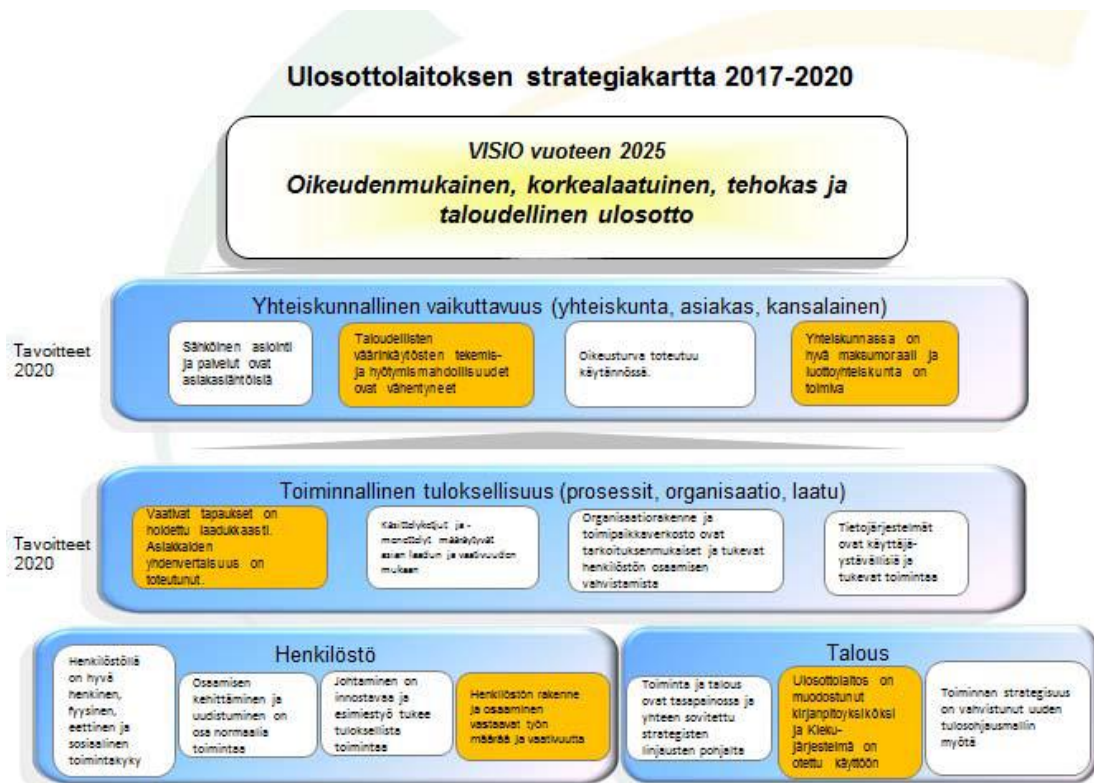 Ulosottolaitoksen strategiakartta 2017-2020
VISIO vuoteen 2025
Oikeudenmukainen, korkealaatuinen, tehokas ja
taloudellinen ulosotto
Yhteiskunnallinen vaikuttavuus (yhteiskunta, asiakas, kansalainen)
Tavoitteet
2020
Sähköinen asiointi
ja palvelut ovat
asiakaslähtöisiä
Taloudellisten
väärinkäytösten tekemis-
ja hyötymismahdollisuudet
ovat vähentyneet
Oikeusturva toteutuu
käytännössä.
Yhteiskunnassa on
hyvä maksumoraali ja
luottoyhteiskunta on
toimiva
Toiminnallinen tuloksellisuus (prosessit, organisaatio, laatu)
Tavoitteet
2020
Vaativat tapaukset on
hoidettu laadukkaasti.
Asiakkaiden
yhdenvertaisuus on
toteutunut.
Käsittelyketjut ja -
menettelyt määräytyvät
asian laadun ja vaativuuden
mukaan
Organisaatiorakenne ja
toimipaikkaverkosto ovat
tarkoituksenmukaiset ja tukevat
henkilöstön osaamisen
vahvistamista
Tietojärjestelmät
ovat käyttäjä-
ystävällisiä ja
tukevat toimintaa
Henkilöstö
Henkilöstöllä
on hyvä
henkinen,
fyysinen,
eettinen ja
sosiaalinen
toimintakyky
Osaamisen
kehittäminen ja
uudistuminen on
osa normaalia
toimintaa
Johtaminen on
innostavaa ja
esimiestyö tukee
tuloksellista
toimintaa
Henkilöstön rakenne
ja osaaminen
vastaavat työn
määrää ja vaativuutta
Talous
Toiminta ja talous
ovat tasapainossa ja
yhteen sovitettu
strategisten
linjausten pohjalta
Ulosottolaitos on
muodostunut
kirjanpitoyksiköksi
ja Kieku-
järjestelmä on
otettu käyttöön
Toiminnan strategisuus
on vahvistunut uuden
tulosohjausmallin
myötä